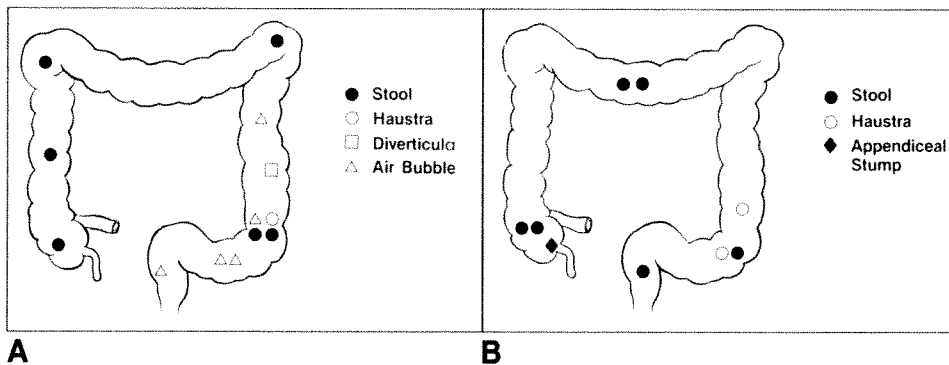 Stool
Haustra
Diverticula
Air Bubble
Stool
Haustra
Appendiceal
Stump
A
B